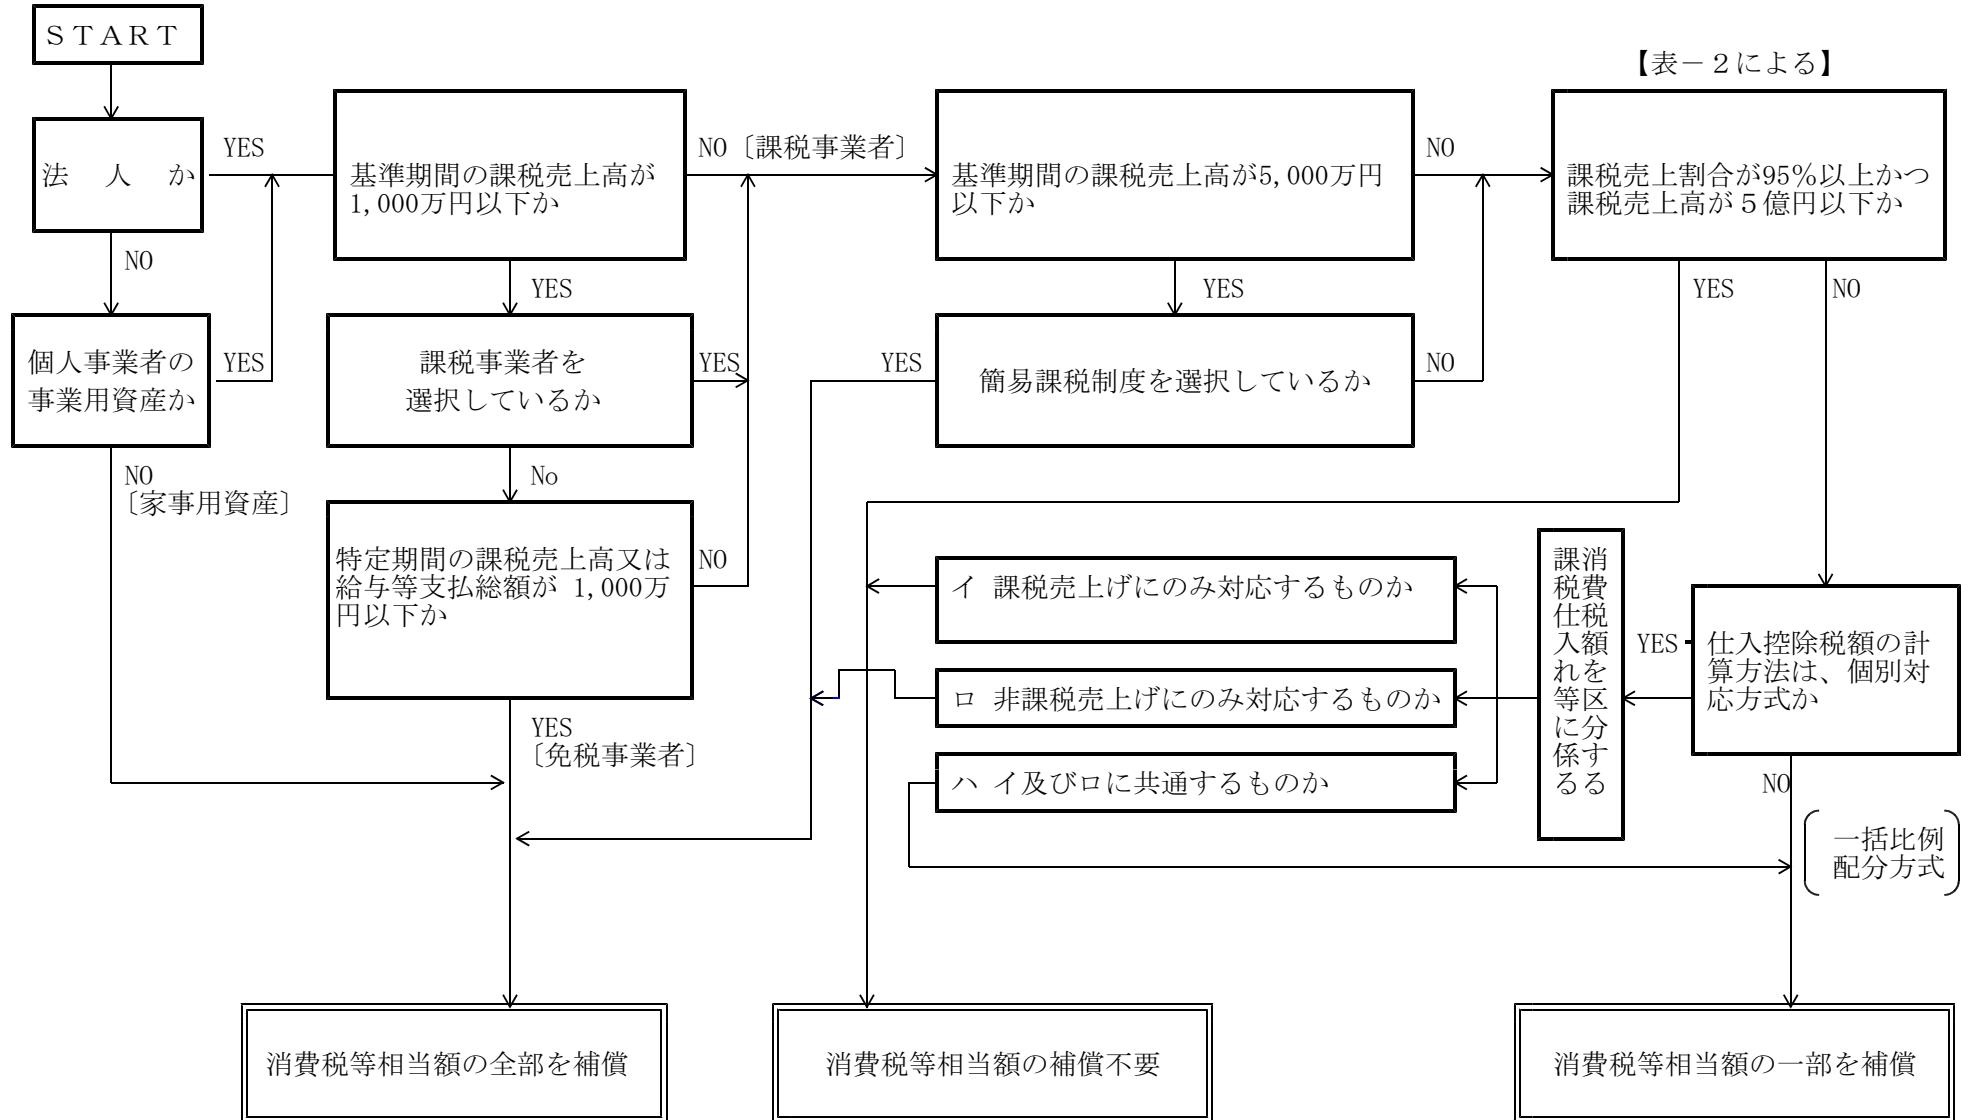 ＳＴＡＲＴ
【表－２による】
法　人　か
YES
基準期間の課税売上高が
1,000万円以下か
NO〔課税事業者〕
基準期間の課税売上高が5,000万円
以下か
NO
課税売上割合が95％以上かつ
課税売上高が５億円以下か
NO
YES
YES
YES
NO
個人事業者の
事業用資産か
YES
課税事業者を
選択しているか
YES
YES
簡易課税制度を選択しているか
NO
NO
〔家事用資産〕
No
特定期間の課税売上高又は
給与等支払総額が 1,000万
円以下か
NO
YES
〔免税事業者〕
イ 課税売上げにのみ対応するものか
ロ 非課税売上げにのみ対応するものか
ハ イ及びロに共通するものか
消費税額を区分する
課税仕入れ等に係る
YES
仕入控除税額の計
算方法は、個別対
応方式か
NO
一括比例
配分方式
消費税等相当額の全部を補償
消費税等相当額の補償不要
消費税等相当額の一部を補償